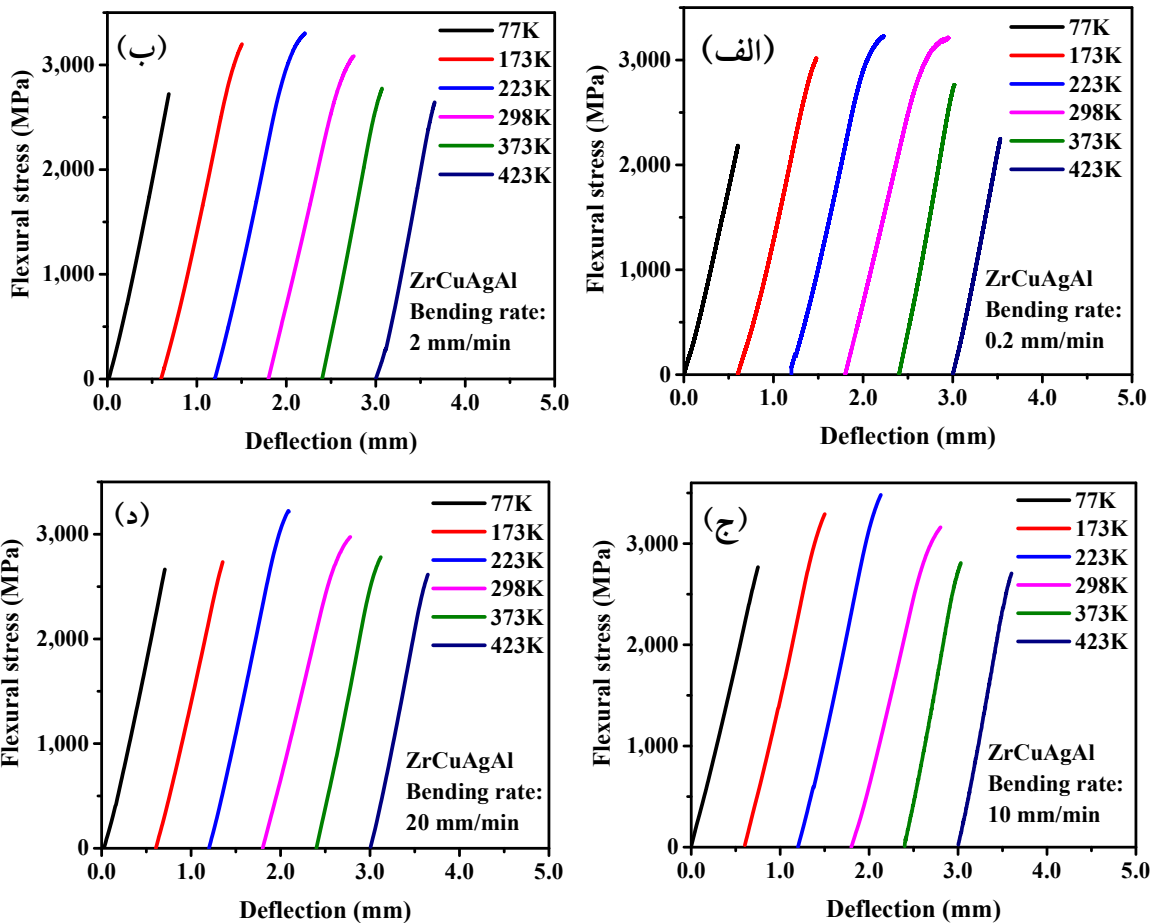 (ب)
77K
173K
223K
298K
373K
423K
3,000
2,000
1,000
0
Flexural stress (MPa)
ZrCuAgAl
Bending rate:
2 mm/min
0.0 1.0 2.0 3.0 4.0 5.0
Deflection (mm)
(الف)
77K
173K
223K
298K
373K
423K
3,000
2,000
1,000
0
Flexural stress (MPa)
ZrCuAgAl
Bending rate:
0.2 mm/min
0.0 1.0 2.0 3.0 4.0 5.0
Deflection (mm)
(د)
77K
173K
223K
298K
373K
423K
3,000
2,000
1,000
0
Flexural stress (MPa)
ZrCuAgAl
Bending rate:
20 mm/min
0.0 1.0 2.0 3.0 4.0 5.0
Deflection (mm)
(ج)
77K
173K
223K
298K
373K
423K
3,000
2,000
1,000
0
Flexural stress (MPa)
ZrCuAgAl
Bending rate:
10 mm/min
0.0 1.0 2.0 3.0 4.0 5.0
Deflection (mm)